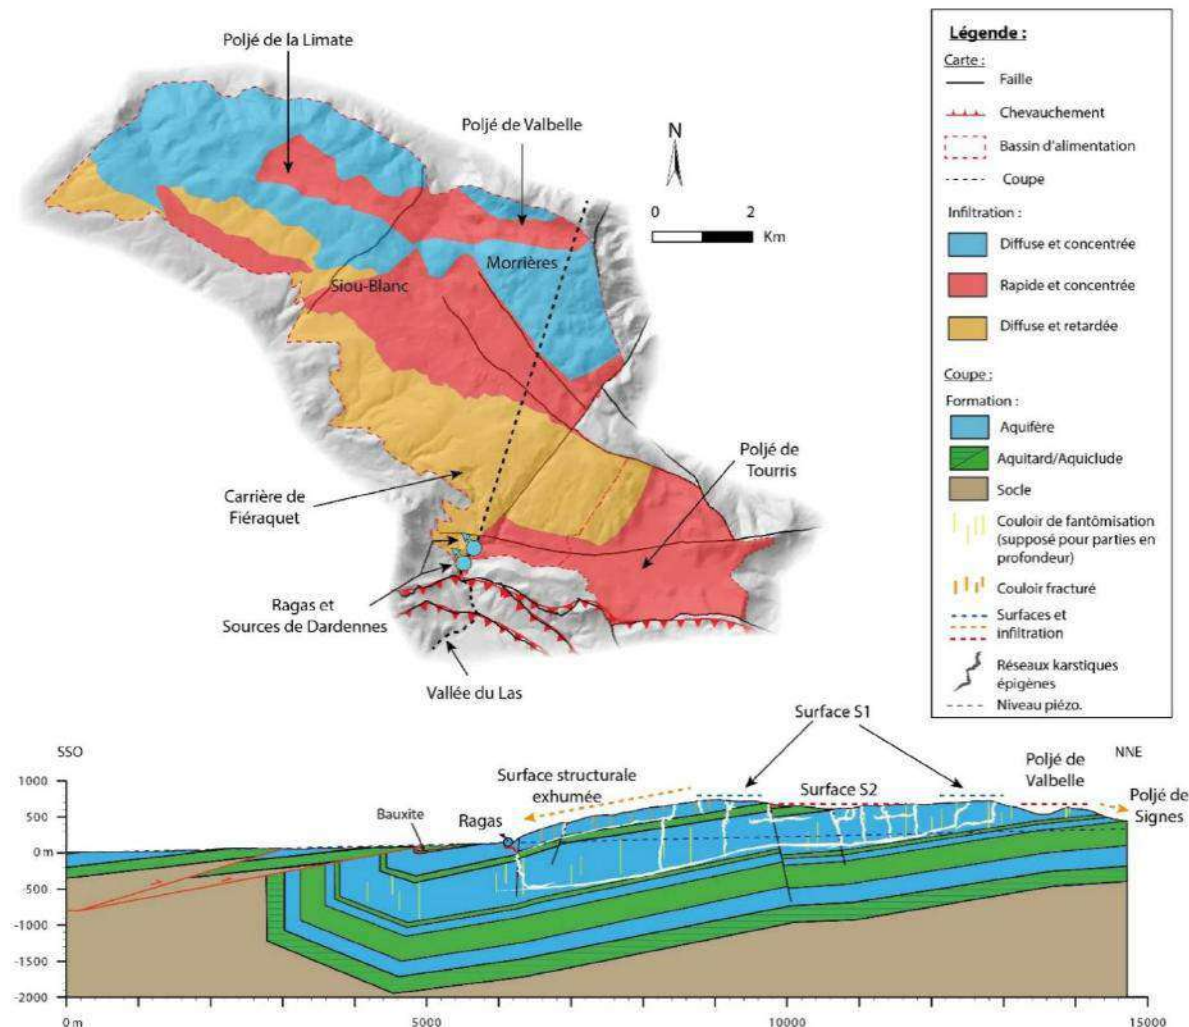 Poljé de la Limate
Poljé de Valbelle
N
0 2
Km
Morrières
Siou-Blanc
Carrière de
Fiéraquet
Poljé de
Tourris
Ragas et
Sources de Dardennes
Vallée du Las
Légende :
Carte :
Faille
Chevauchement
Bassin d'alimentation
Coupe
Infiltration :
Diffuse et concentrée
Rapide et concentrée
Diffuse et retardée
Coupe :
Formation :
Aquifère
Aquitard/Aquiclude
Socle
Couloir de fantômisation
(supposé pour parties en
profondeur)
Couloir fracturé
Surfaces et
infiltration
Réseaux karstiques
épigènes
Niveau piézo.
SSO
NNE
Surface S1
Surface structurale
exhumée
Surface S2
Poljé de
Valbelle
Poljé de
Signes
Bauxite
Ragas
1000
500
0 m
-500
-1000
-1500
-2000
0 m 5000 10000 15000